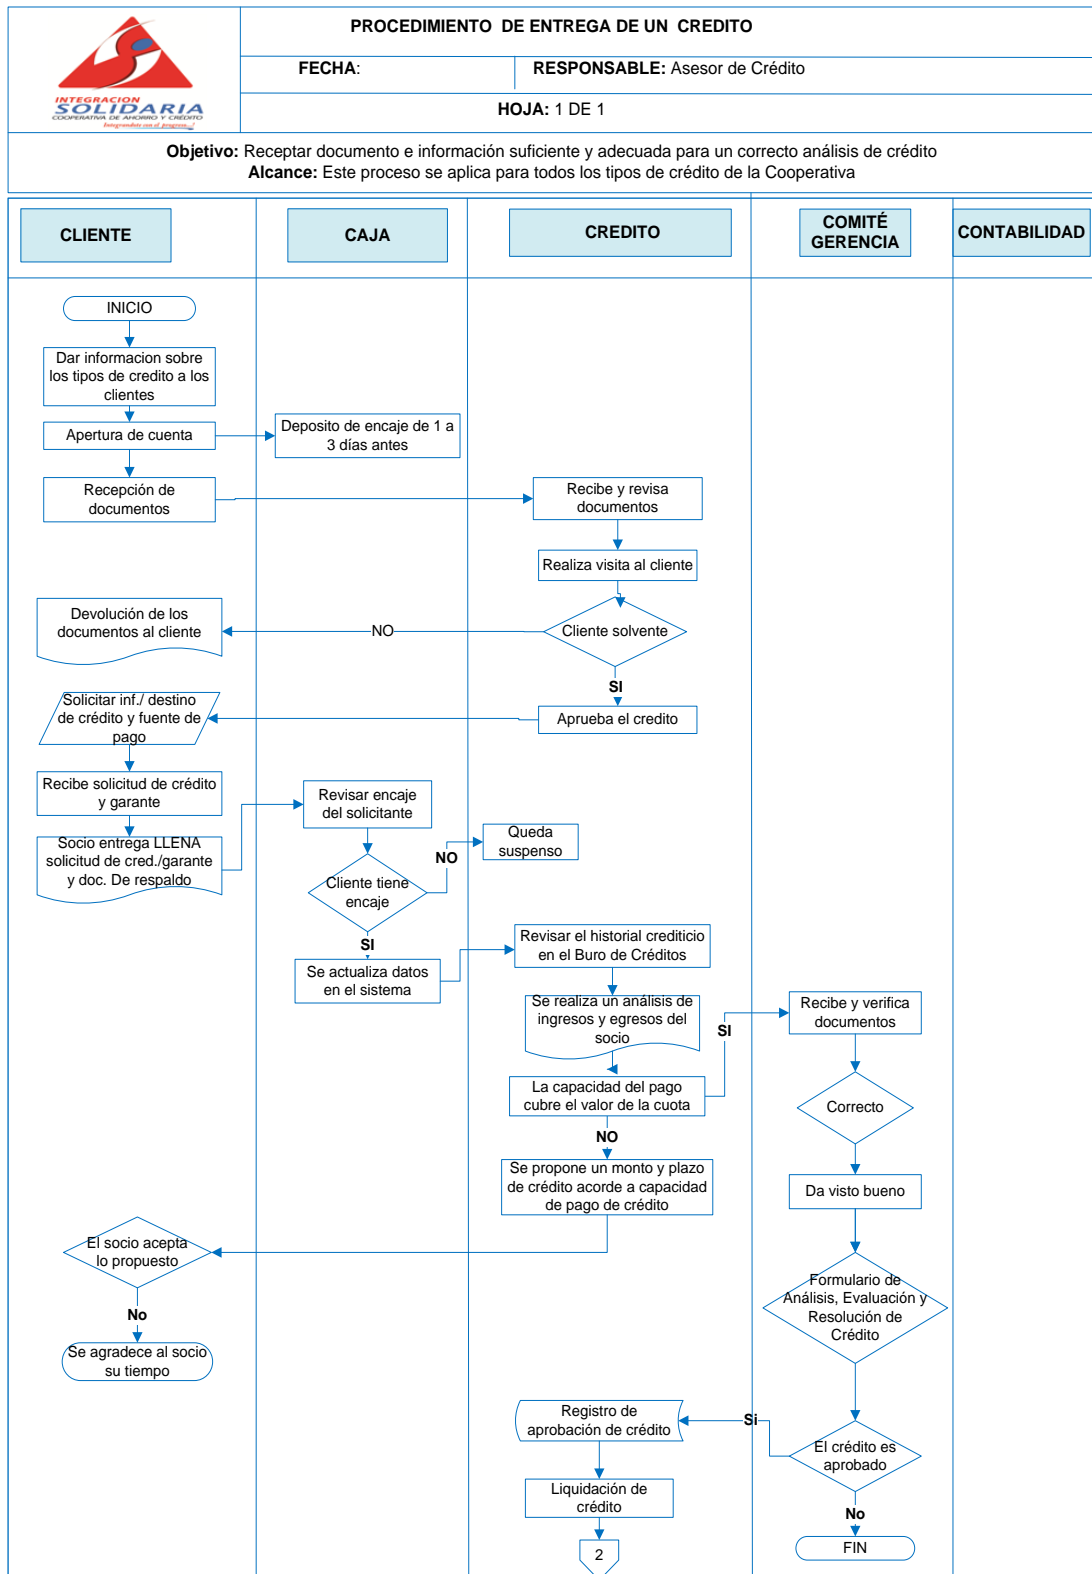 PROCEDIMIENTO DE ENTREGA DE UN CREDITO
INTEGRACION
SOLIDARIA
COOPERATIVA DE AHORRO Y CRÉDITO
Integrandote con el progreso...!
FECHA:
RESPONSABLE: Asesor de Crédito
HOJA: 1 DE 1
Objetivo: Receptar documento e información suficiente y adecuada para un correcto análisis de crédito
Alcance: Este proceso se aplica para todos los tipos de crédito de la Cooperativa
CLIENTE
CAJA
CREDITO
COMITÉ
GERENCIA
CONTABILIDAD
INICIO
Dar informacion sobre
los tipos de credito a los
clientes
Apertura de cuenta
Deposito de encaje de 1 a
3 días antes
Recepción de
documentos
Recibe y revisa
documentos
Realiza visita al cliente
Cliente solvente
NO
Devolución de los
documentos al cliente
SI
Aprueba el credito
Solicitar inf./ destino
de crédito y fuente de
pago
Recibe solicitud de crédito
y garante
Socio entrega LLENA
solicitud de cred./garante
y doc. De respaldo
Revisar encaje
del solicitante
Cliente tiene
encaje
NO
Queda
suspenso
SI
Se actualiza datos
en el sistema
Revisar el historial crediticio
en el Buro de Créditos
Se realiza un análisis de
ingresos y egresos del
socio
La capacidad del pago
cubre el valor de la cuota
SI
NO
Se propone un monto y plazo
de crédito acorde a capacidad
de pago de crédito
Recibe y verifica
documentos
Correcto
Da visto bueno
El socio acepta
lo propuesto
No
Se agradece al socio
su tiempo
Formulario de
Análisis, Evaluación y
Resolución de
Crédito
El crédito es
aprobado
Si
Registro de
aprobación de crédito
Liquidación de
crédito
2
No
FIN